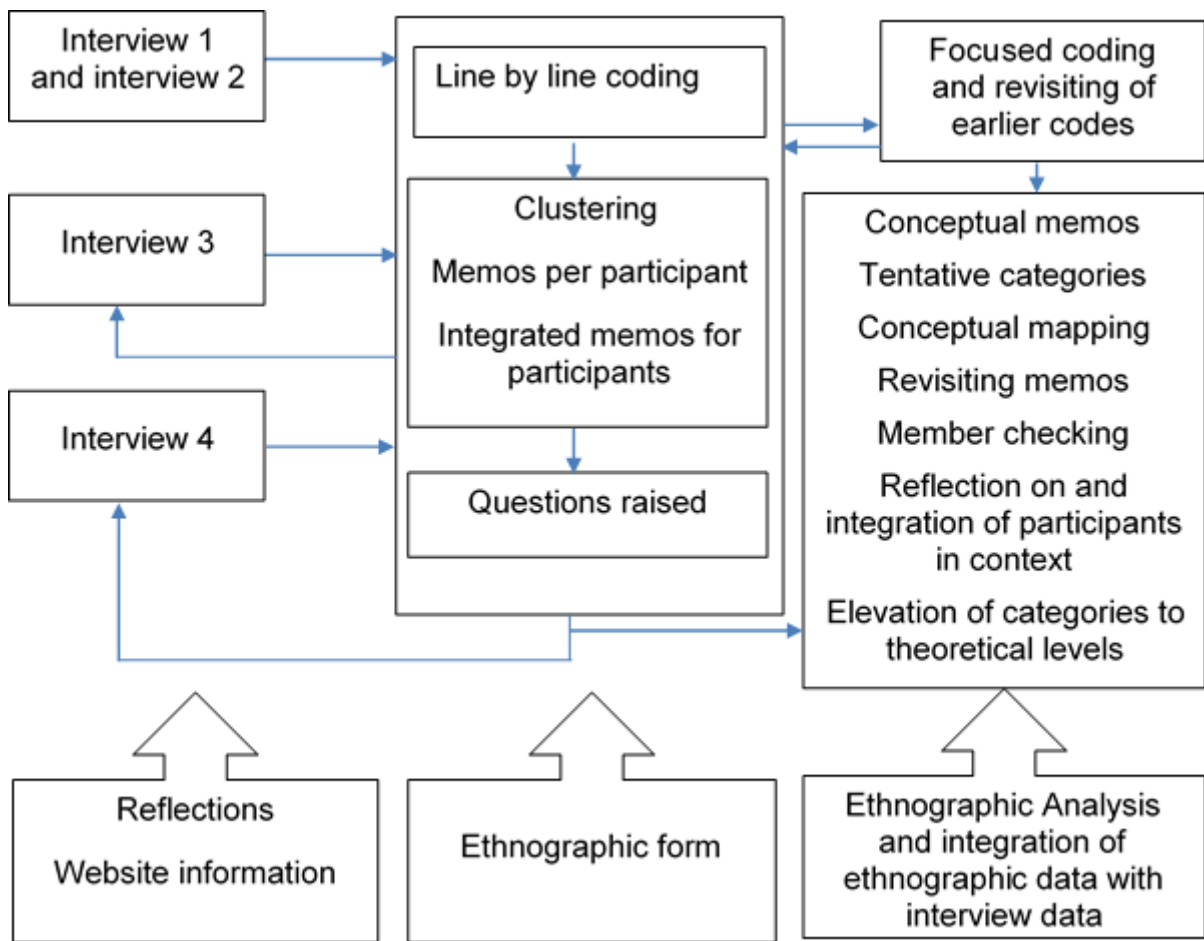 Interview 1
and interview 2
Interview 3
Interview 4
Line by line coding
Clustering
Memos per participant
Integrated memos for
participants
Questions raised
Focused coding
and revisiting of
earlier codes
Conceptual memos
Tentative categories
Conceptual mapping
Revisiting memos
Member checking
Reflection on and
integration of participants
in context
Elevation of categories to
theoretical levels
Reflections
Website information
Ethnographic form
Ethnographic Analysis
and integration of
ethnographic data with
interview data